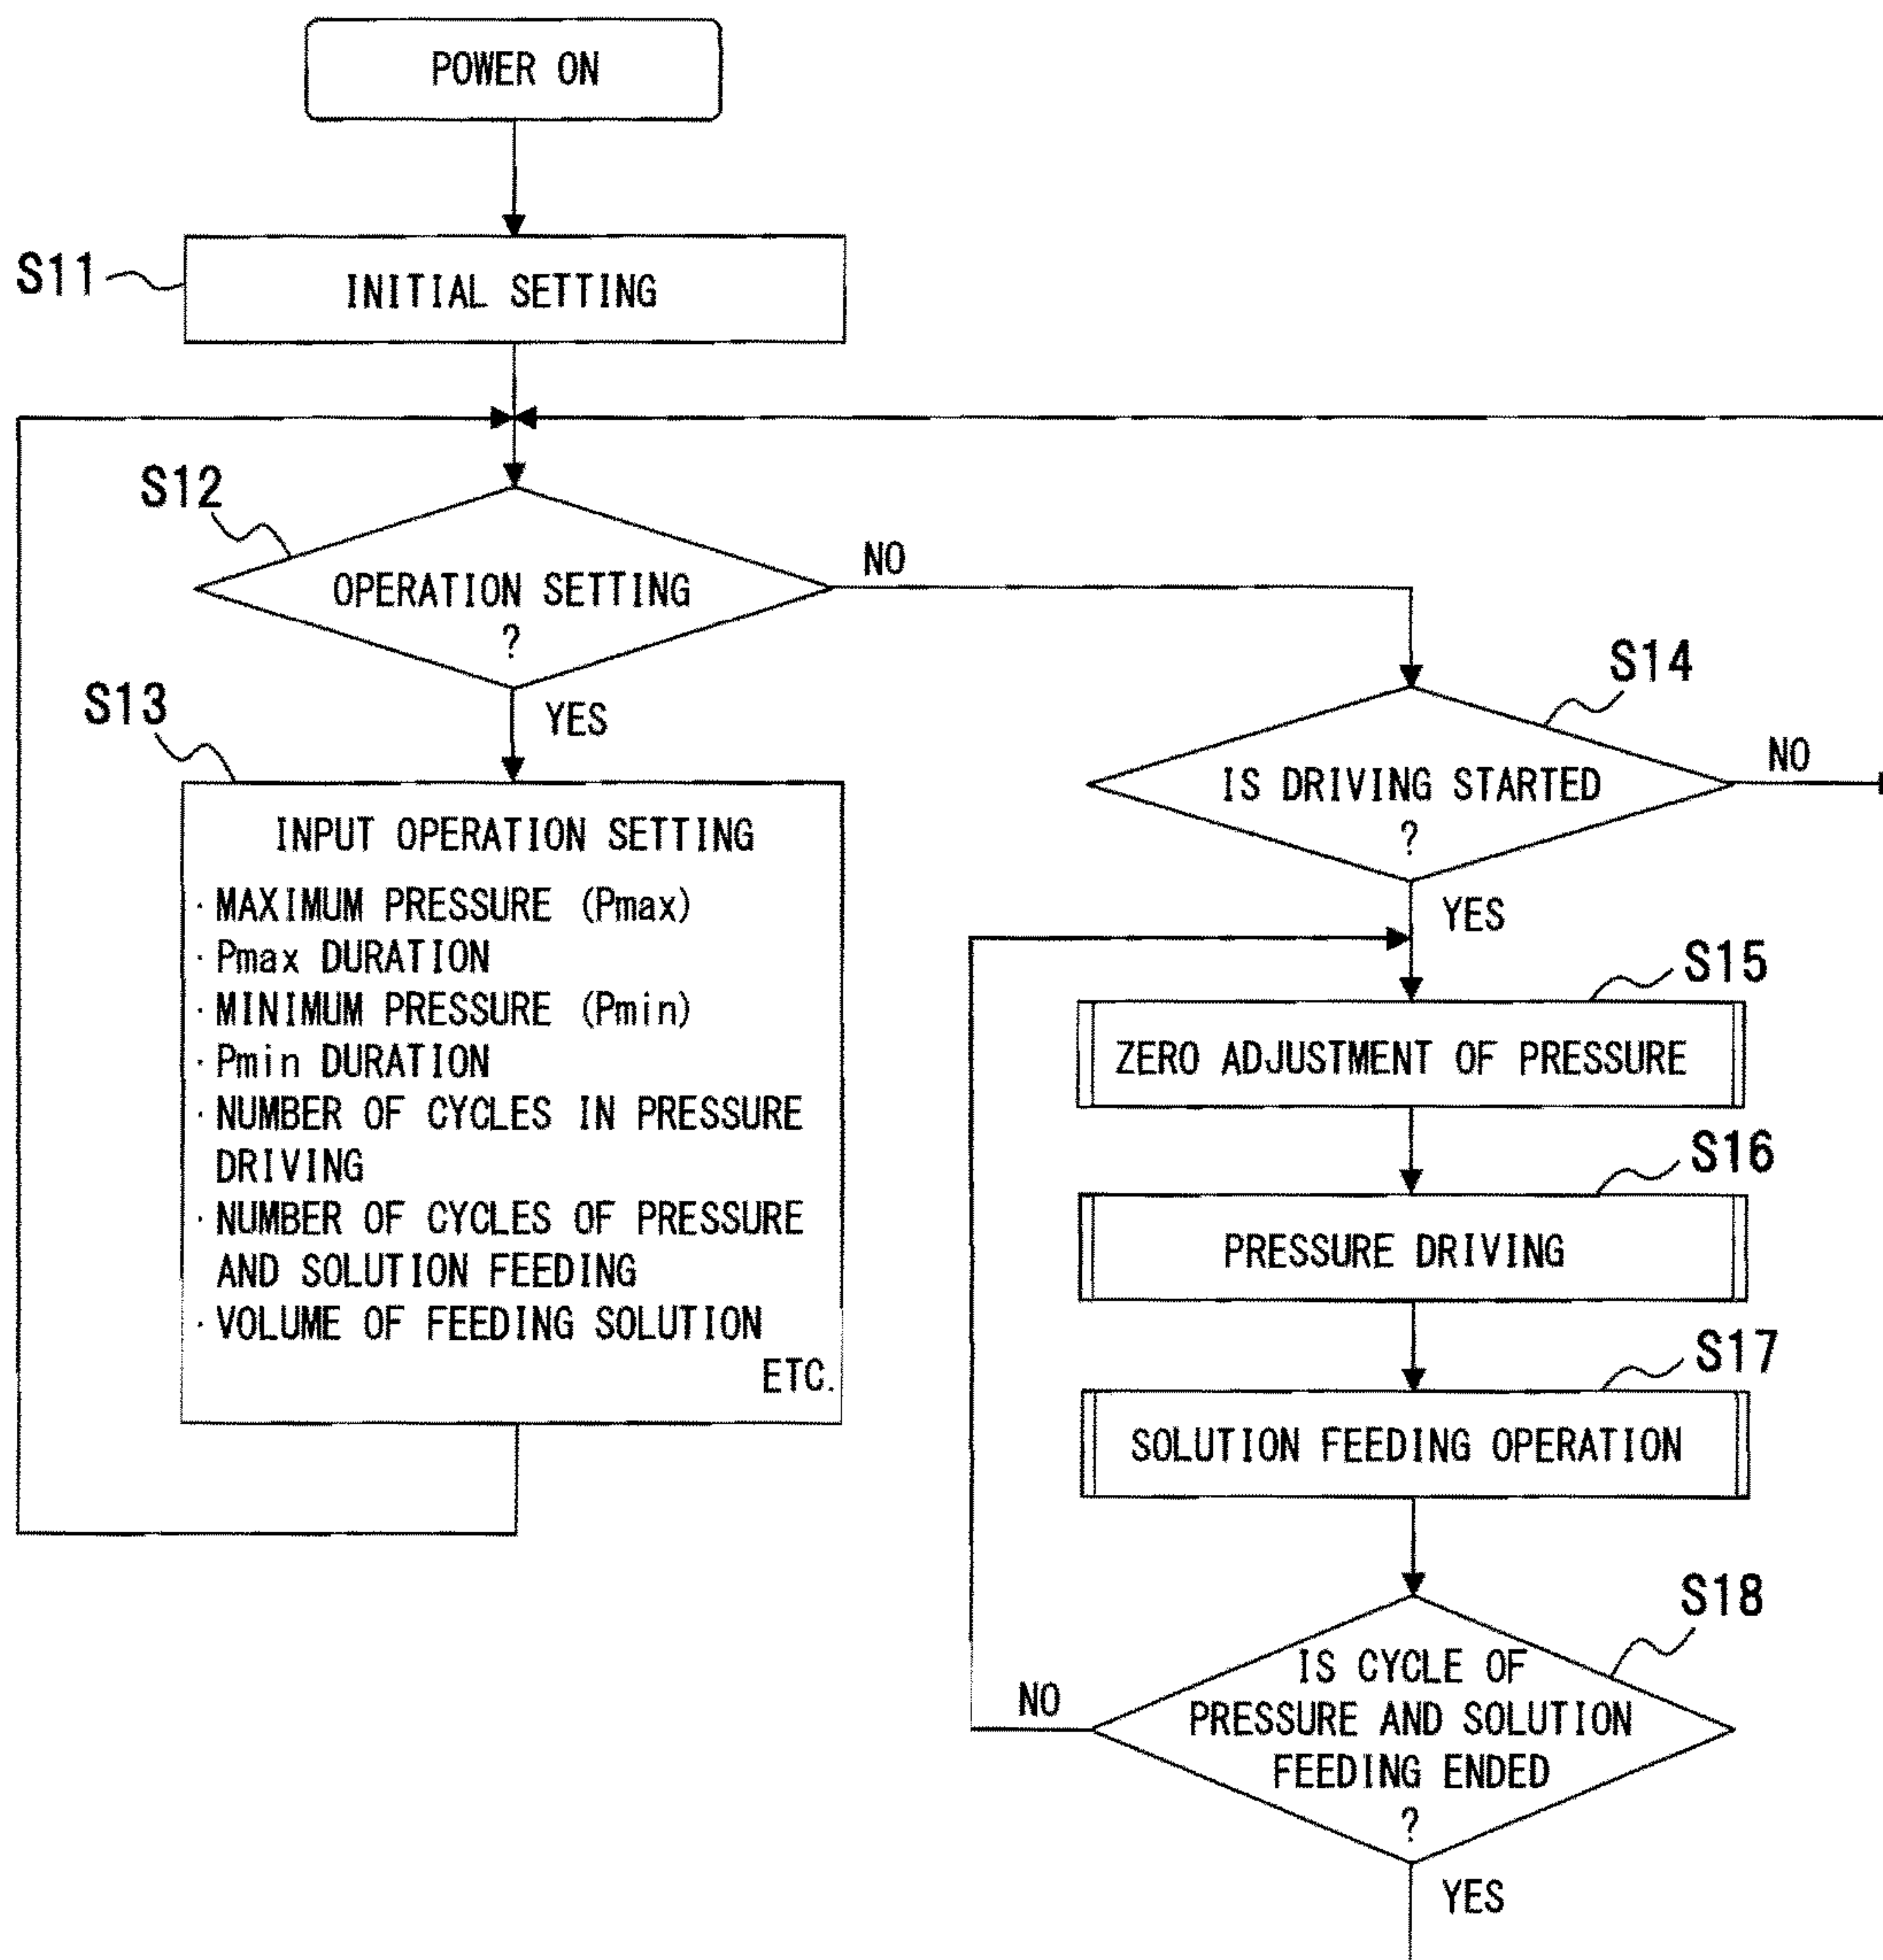 POWER ON
S11
INITIAL SETTING
S12
OPERATION SETTING
?
NO
YES
S13
INPUT OPERATION SETTING
· MAXIMUM PRESSURE (Pmax)
· Pmax DURATION
· MINIMUM PRESSURE (Pmin)
· Pmin DURATION
· NUMBER OF CYCLES IN PRESSURE
DRIVING
· NUMBER OF CYCLES OF PRESSURE
AND SOLUTION FEEDING
· VOLUME OF FEEDING SOLUTION
ETC.
S14
IS DRIVING STARTED
?
NO
YES
S15
ZERO ADJUSTMENT OF PRESSURE
S16
PRESSURE DRIVING
S17
SOLUTION FEEDING OPERATION
S18
IS CYCLE OF
PRESSURE AND SOLUTION
FEEDING ENDED
?
NO
YES